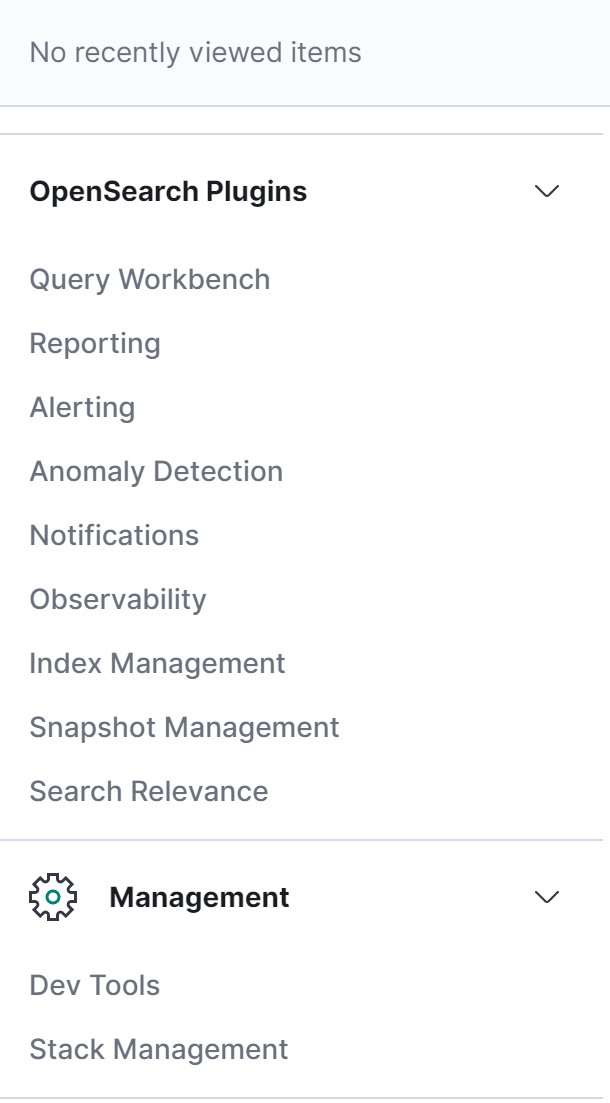 No recently viewed items
OpenSearch Plugins
Query Workbench
Reporting
Alerting
Anomaly Detection
Notifications
Observability
Index Management
Snapshot Management
Search Relevance
Management
Dev Tools
Stack Management